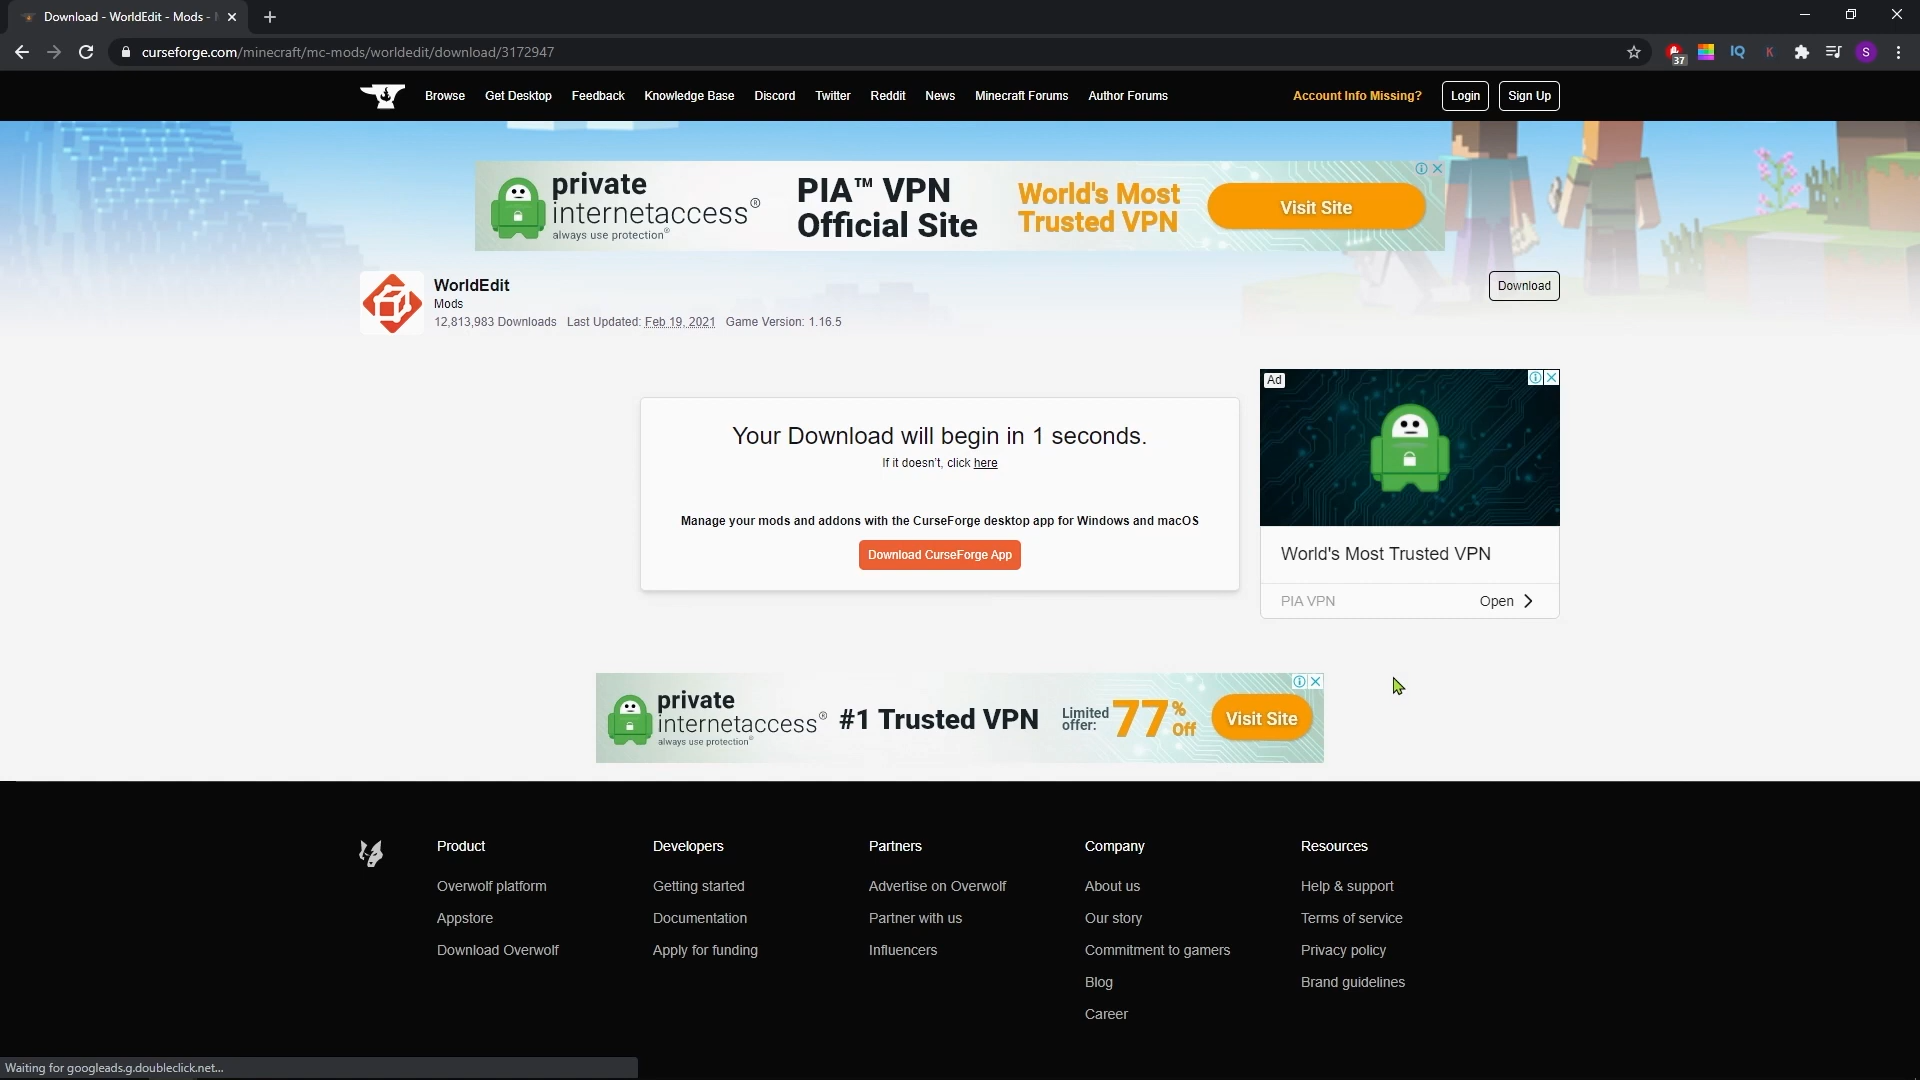 Download - WorldEdit - Mods -
curseforge.com/minecraft/mc-mods/worldedit/download/3172947
37
IQ
K
S
Browse
Get Desktop
Feedback
Knowledge Base
Discord
Twitter
Reddit
News
Minecraft Forums
Author Forums
Account Info Missing?
Login
Sign Up
private
internetaccess®
always use protection®
PIA™ VPN
Official Site
World's Most
Trusted VPN
Visit Site
WorldEdit
Mods
12,813,983 Downloads Last Updated: Feb 19, 2021 Game Version: 1.16.5
Download
Your Download will begin in 1 seconds.
If it doesn't, click here
Manage your mods and addons with the CurseForge desktop app for Windows and macOS
Download CurseForge App
Ad
World's Most Trusted VPN
PIA VPN
Open
private
internetaccess®
always use protection®
#1 Trusted VPN
Limited
offer:
77%
Off
Visit Site
Product
Overwolf platform
Appstore
Download Overwolf
Developers
Getting started
Documentation
Apply for funding
Partners
Advertise on Overwolf
Partner with us
Influencers
Company
About us
Our story
Commitment to gamers
Blog
Career
Resources
Help & support
Terms of service
Privacy policy
Brand guidelines
Waiting for googleads.g.doubleclick.net...